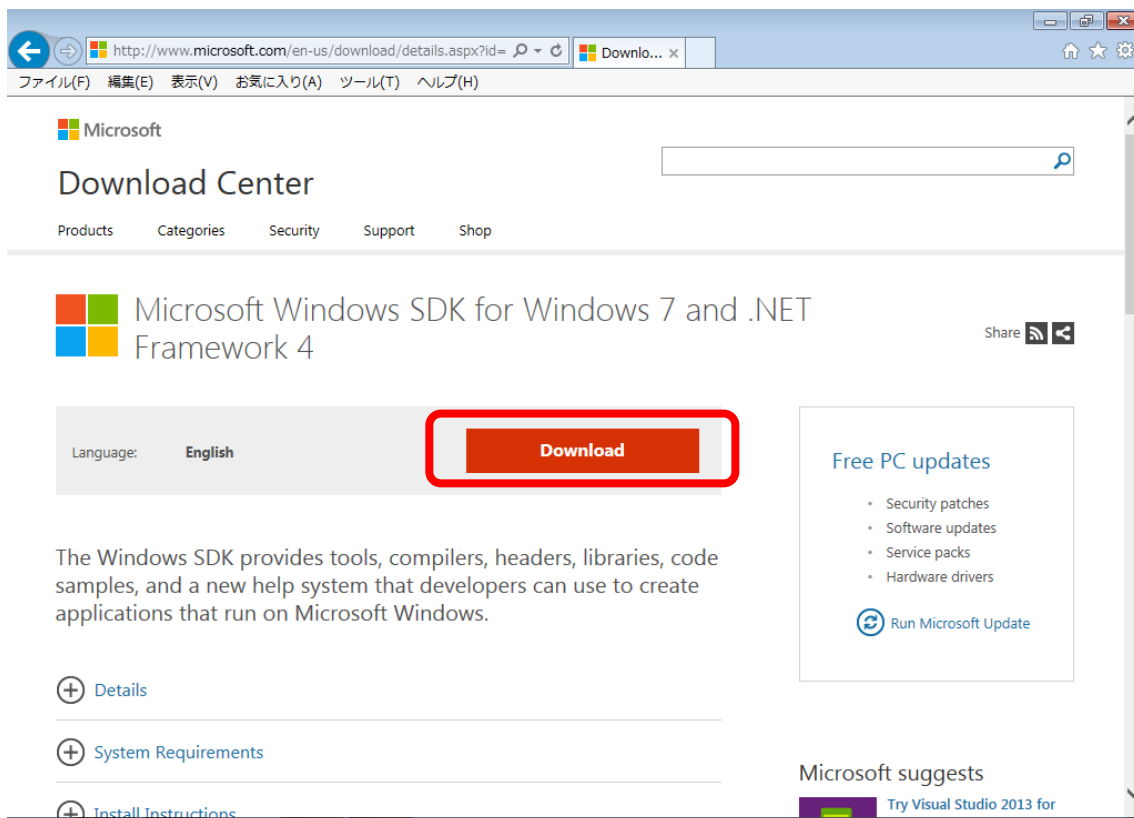 http://www.microsoft.com/en-us/download/details.aspx?id=
Downlo...
ファイル(F) 編集(E) 表示(V) お気に入り(A) ツール(T) ヘルプ(H)
Microsoft
Download Center
Products Categories Security Support Shop
Microsoft Windows SDK for Windows 7 and .NET
Framework 4
Share
Language: English
Download
The Windows SDK provides tools, compilers, headers, libraries, code
samples, and a new help system that developers can use to create
applications that run on Microsoft Windows.
Details
System Requirements
Install Instructions
Free PC updates
• Security patches
• Software updates
• Service packs
• Hardware drivers
Run Microsoft Update
Microsoft suggests
Try Visual Studio 2013 for